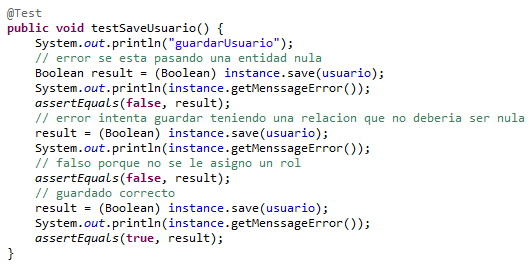 @Test
public void testSaveUsuario() {
System.out.println("guardarUsuario");
// error se esta pasando una entidad nula
Boolean result = (Boolean) instance.save(usuario);
System.out.println(instance.getMenssageError());
assertEquals(false, result);
// error intenta guardar teniendo una relacion que no deberia ser nula
result = (Boolean) instance.save(usuario);
System.out.println(instance.getMenssageError());
// falso porque no se le asigno un rol
assertEquals(false, result);
// guardado correcto
result = (Boolean) instance.save(usuario);
System.out.println(instance.getMenssageError());
assertEquals(true, result);
}